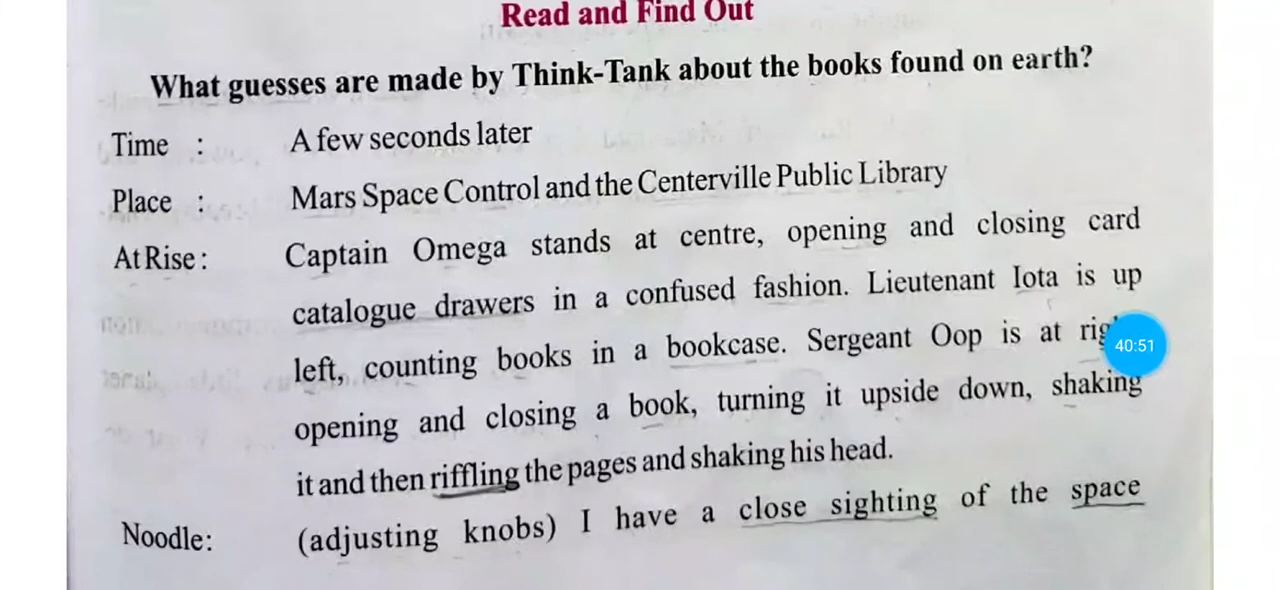 Read and Find Out
What guesses are made by Think-Tank about the books found on earth?
Time : A few seconds later
Place : Mars Space Control and the Centerville Public Library
At Rise : Captain Omega stands at centre, opening and closing card
catalogue drawers in a confused fashion. Lieutenant Iota is up
left, counting books in a bookcase. Sergeant Oop is at
40:51
opening and closing a book, turning it upside down, shaking
it and then riffling the pages and shaking his head.
Noodle: (adjusting knobs) I have a close sighting of the space